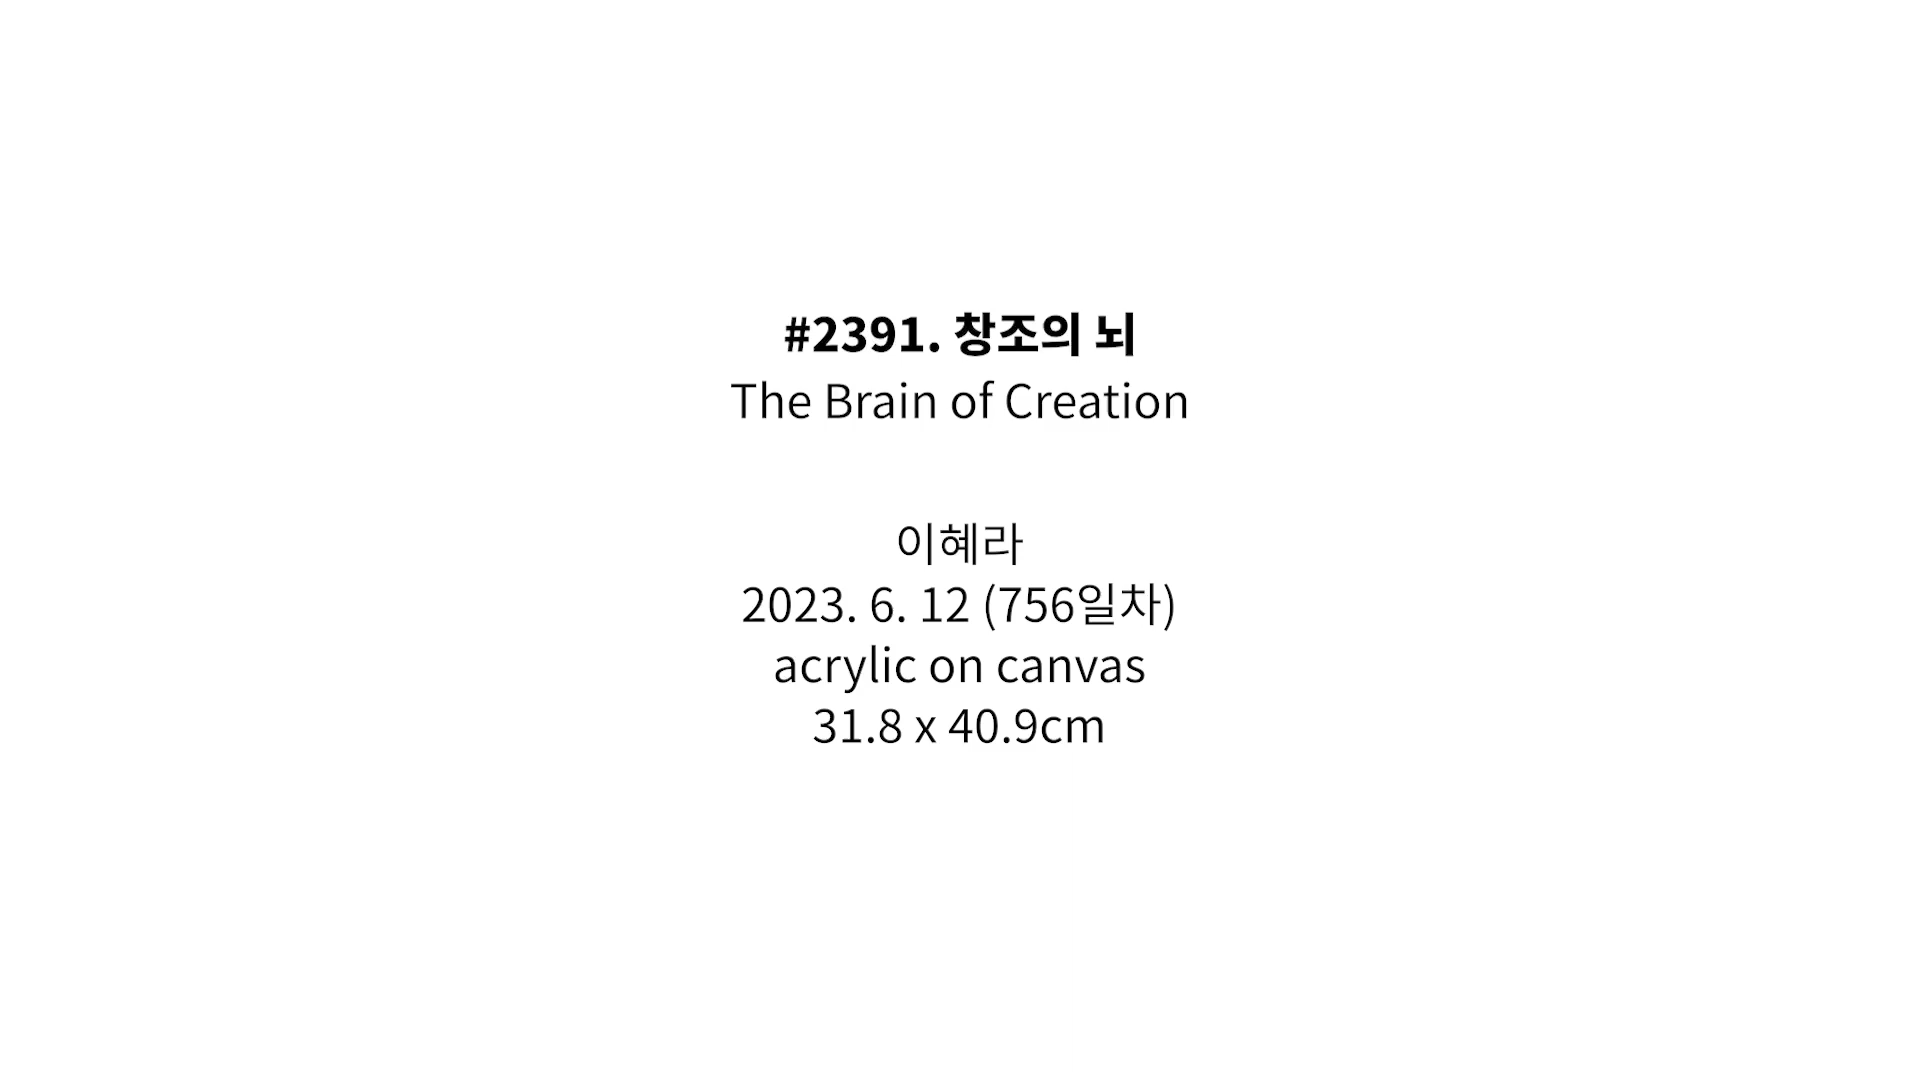 #2391. 창조의 뇌
The Brain of Creation
이혜라
2023. 6. 12 (756일차)
acrylic on canvas
31.8 x 40.9cm